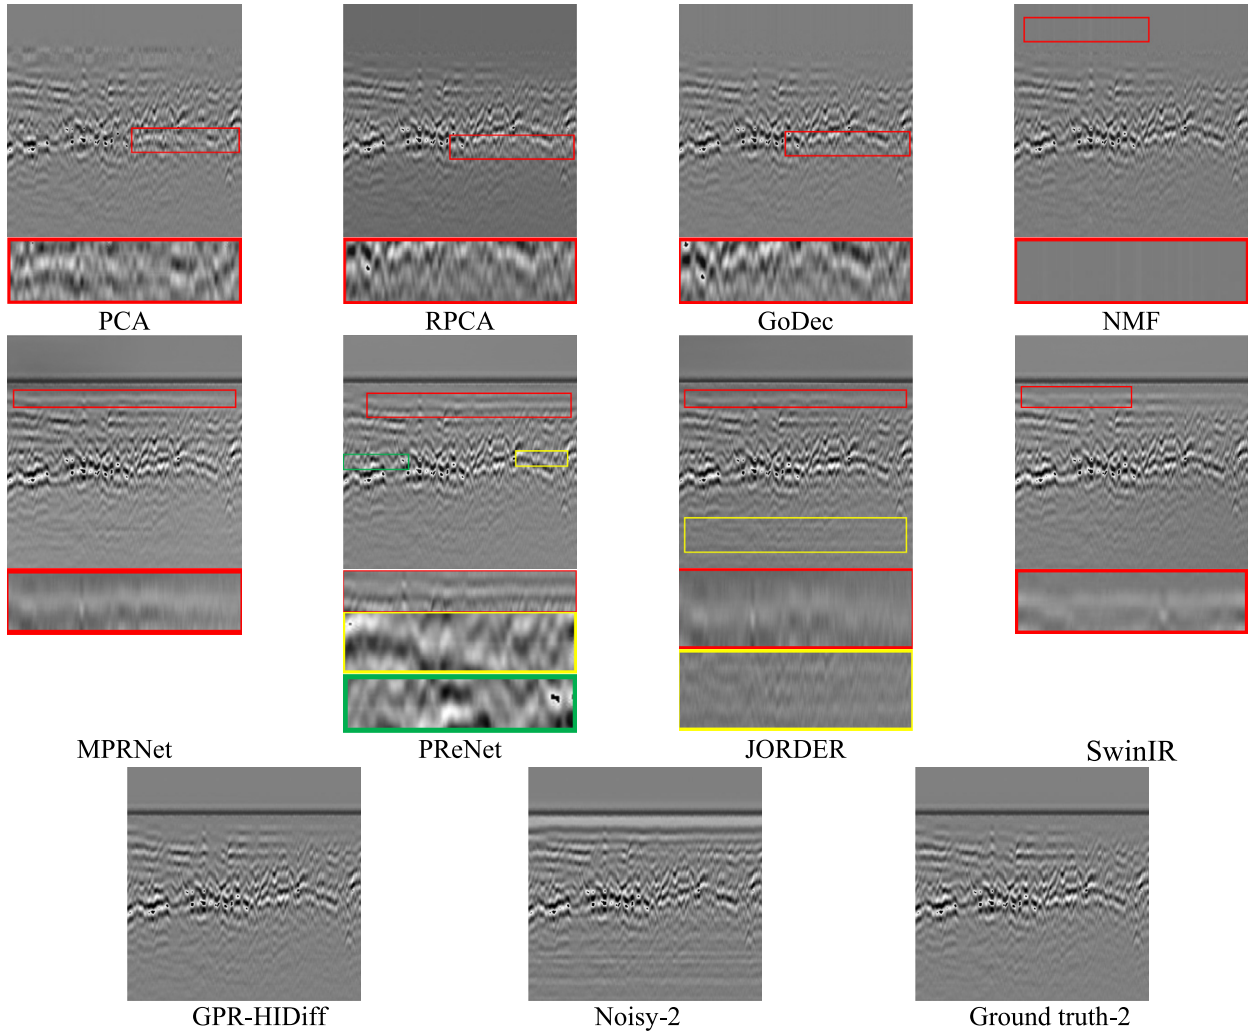 PCA
RPCA
GoDec
NMF
MPRNet
PReNet
JORDER
SwinIR
GPR-HIDiff
Noisy-2
Ground truth-2